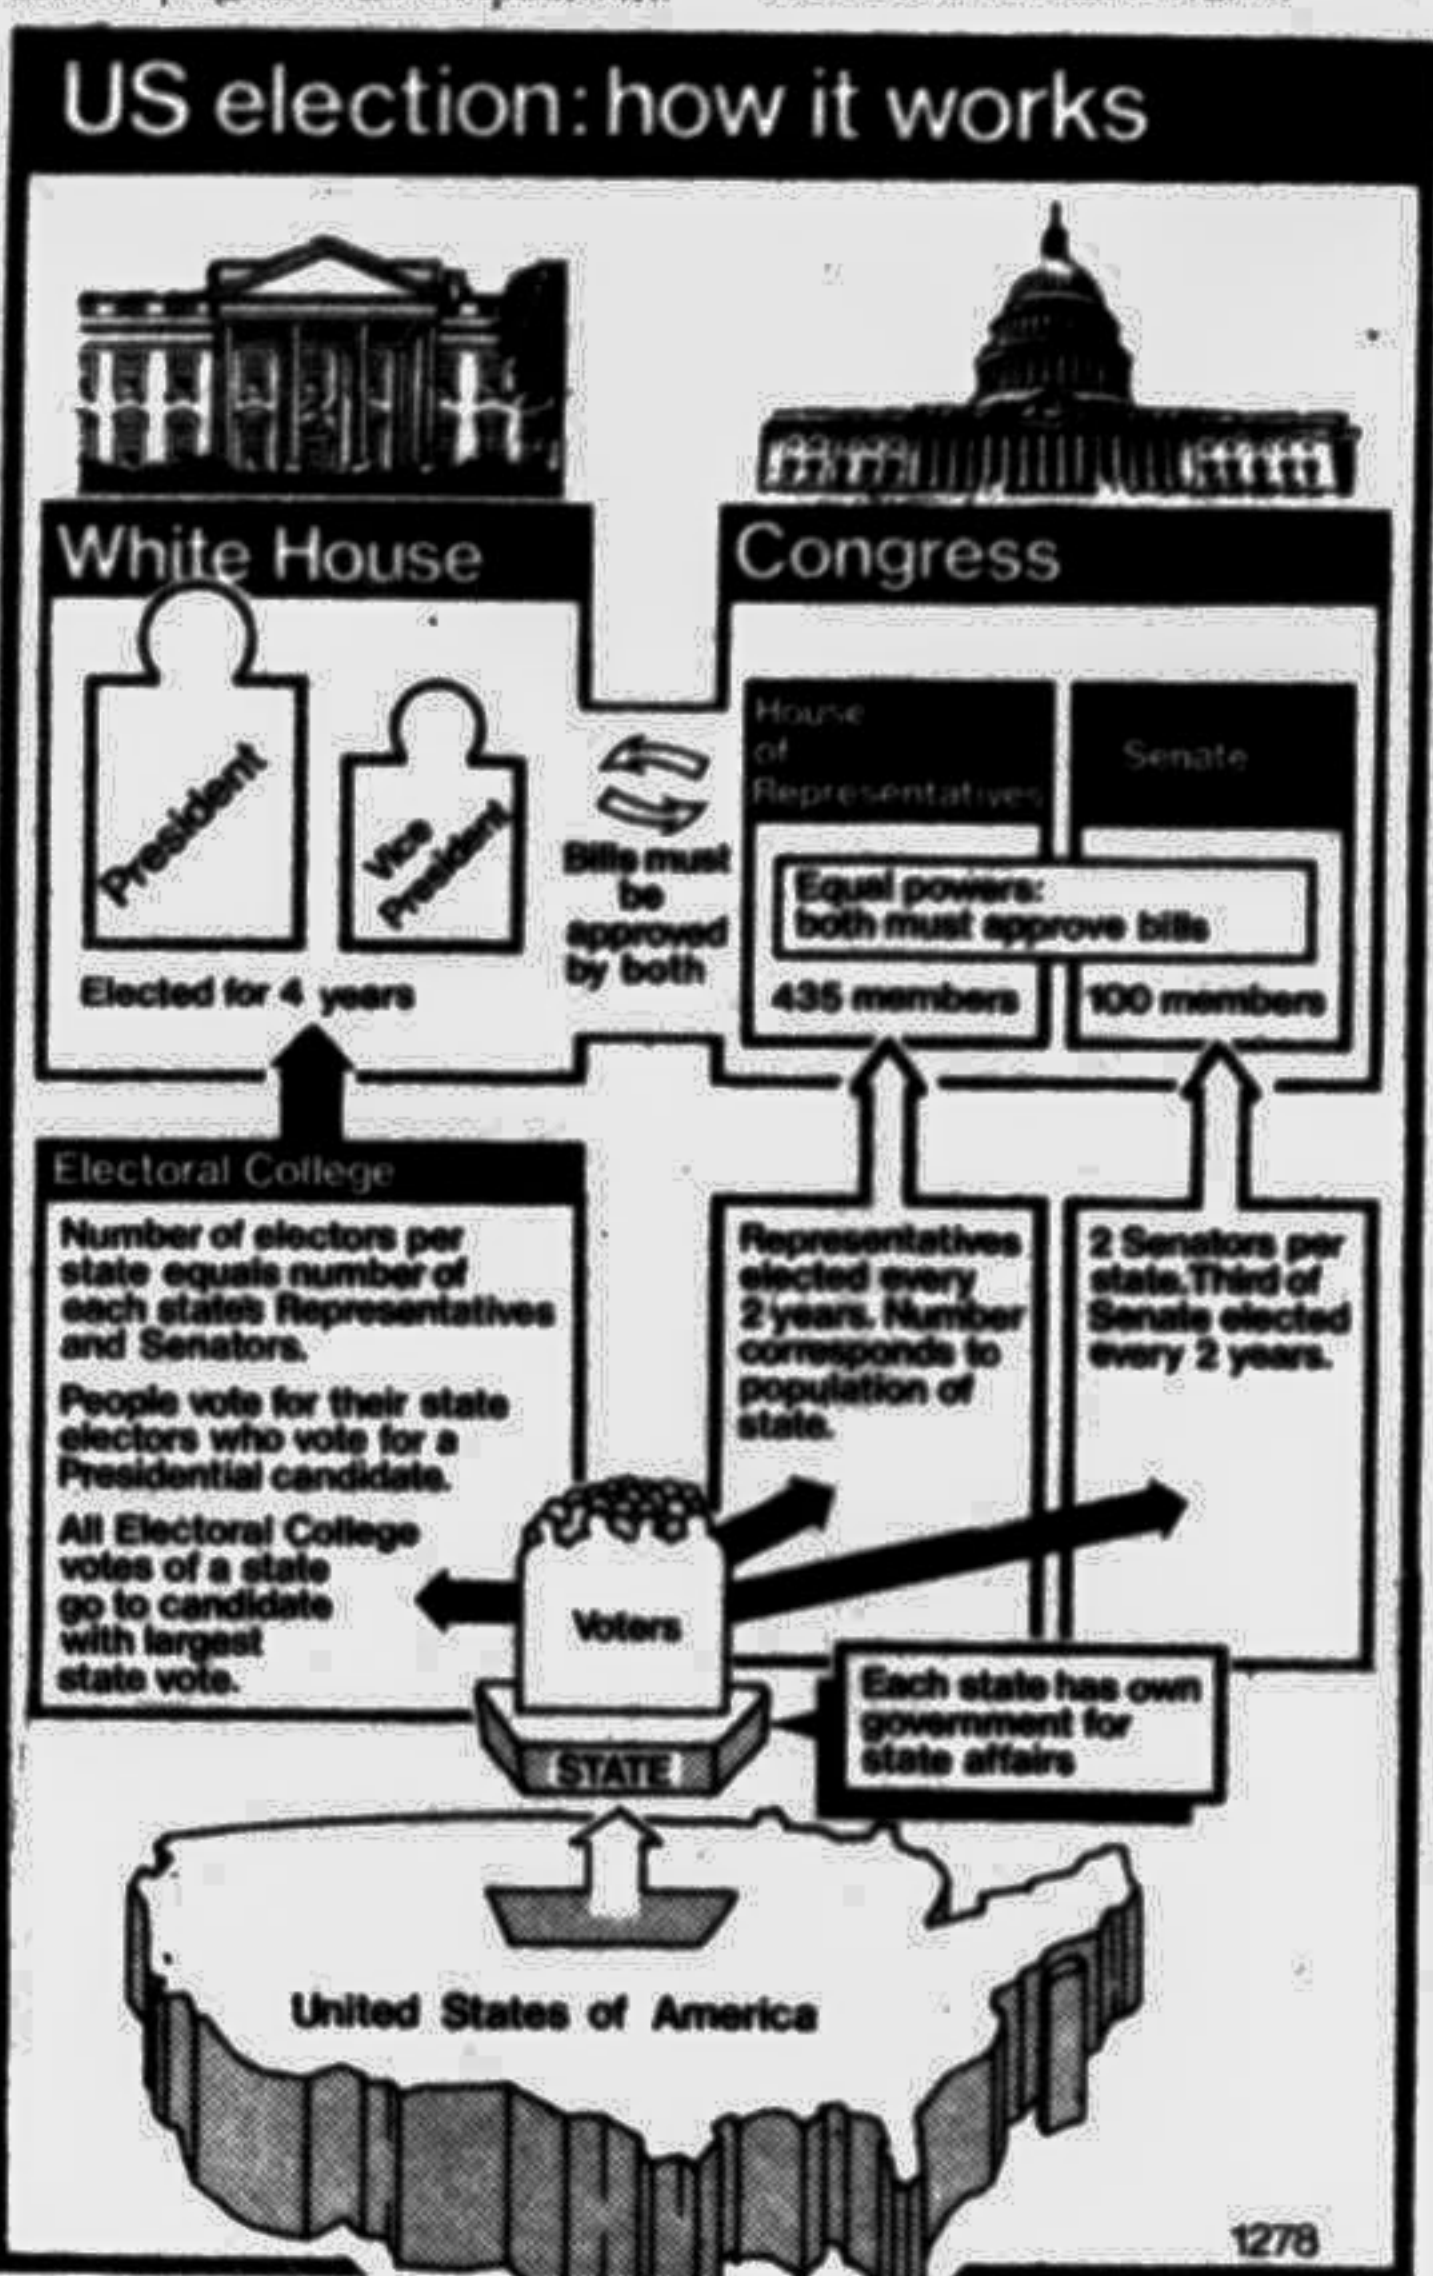 US election: how it works
White House
President
Vice
President
Elected for 4 years
Bills must
be
approved
by both
Congress
House
of
Representatives
Senate
Equal powers:
both must approve bills
435 members
100 members
Electoral College
Number of electors per
state equals number of
each state's Representatives
and Senators.
People vote for their state
electors who vote for a
Presidential candidate.
All Electoral College
votes of a state
go to candidate
with largest
state vote.
Representatives
elected every
2 years. Number
corresponds to
population of
state.
2 Senators per
state. Third of
Senate elected
every 2 years.
Voters
STATE
Each state has own
government for
state affairs
United States of America
1278